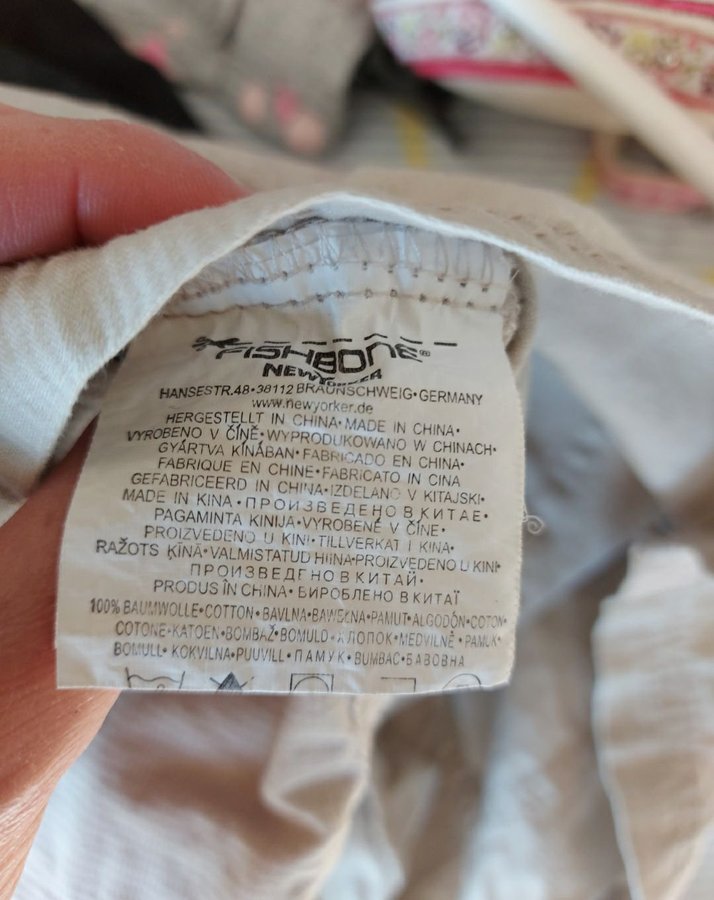 FISHBONE®
NEW YORKER
HANSESTR.48•38112 BRAUNSCHWEIG•GERMANY
www.newyorker.de
HERGESTELLT IN CHINA•MADE IN CHINA•
VYROBENO V ČÍNĚ•WYPRODUKOWANO W CHINACH•
GYÁRTVA KÍNÁBAN•FABRICADO EN CHINA•
FABRIQUE EN CHINE•FABRICATO IN CINA
GEFABRICEERD IN CHINA•IZDELANO V KITAJSKI•
MADE IN KINA•ПРОИЗВЕДЕНО В КИТАЕ•
PAGAMINTA KINIJA•VYROBENÉ V ČÍNE•
PROIZVEDENO U KINI•TILLVERKAT I KINA•
RAŽOTS ĶĪNĀ•VALMISTATUD HIINA•PROIZVEDENO U KINI•
ПРОИЗВЕДЕНО В КИТАЙ•
PRODUS ÎN CHINA•ВИРОБЛЕНО В КИТАЇ
100% BAUMWOLLE•COTTON•BAVLNA•BAWEŁNA•PAMUT•ALGODÓN•COTON•
COTONE•KATOEN•BOMBAŽ•BOMULD•ХЛОПОК•MEDVILNĖ•PAMUK•
BOMULL•KOKVILNA•PUUVILL•ПАМУК•BUMBAC•БАВОВНА